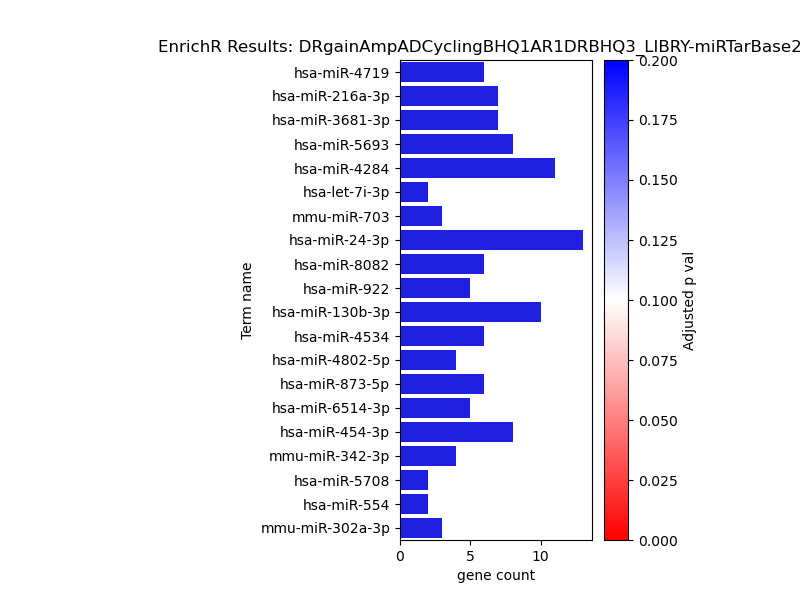 EnrichR Results: DRgainAmpADCyclingBHQ1AR1DRBHQ3_LIBRY-miRTarBase2
hsa-miR-4719
hsa-miR-216a-3p
hsa-miR-3681-3p
hsa-miR-5693
hsa-miR-4284
hsa-let-7i-3p
mmu-miR-703
hsa-miR-24-3p
hsa-miR-8082
hsa-miR-922
hsa-miR-130b-3p
hsa-miR-4534
hsa-miR-4802-5p
hsa-miR-873-5p
hsa-miR-6514-3p
hsa-miR-454-3p
mmu-miR-342-3p
hsa-miR-5708
hsa-miR-554
mmu-miR-302a-3p
Term name
0 5 10
gene count
0.200
0.175
0.150
0.125
0.100
0.075
0.050
0.025
0.000
Adjusted p val